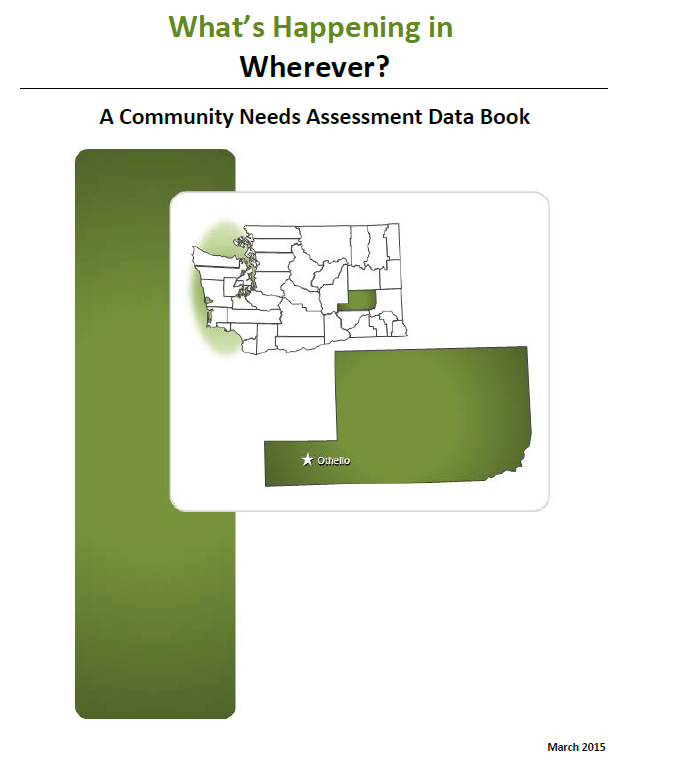 What's Happening in
Wherever?
A Community Needs Assessment Data Book
Othello
March 2015